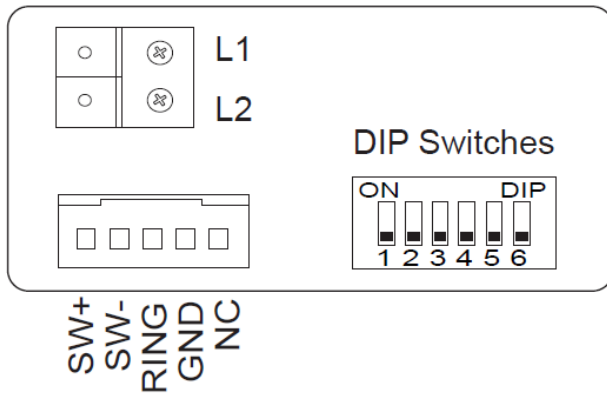 L1
L2
DIP Switches
ON DIP
1 2 3 4 5 6
SW+
SW-
RING
GND
NC